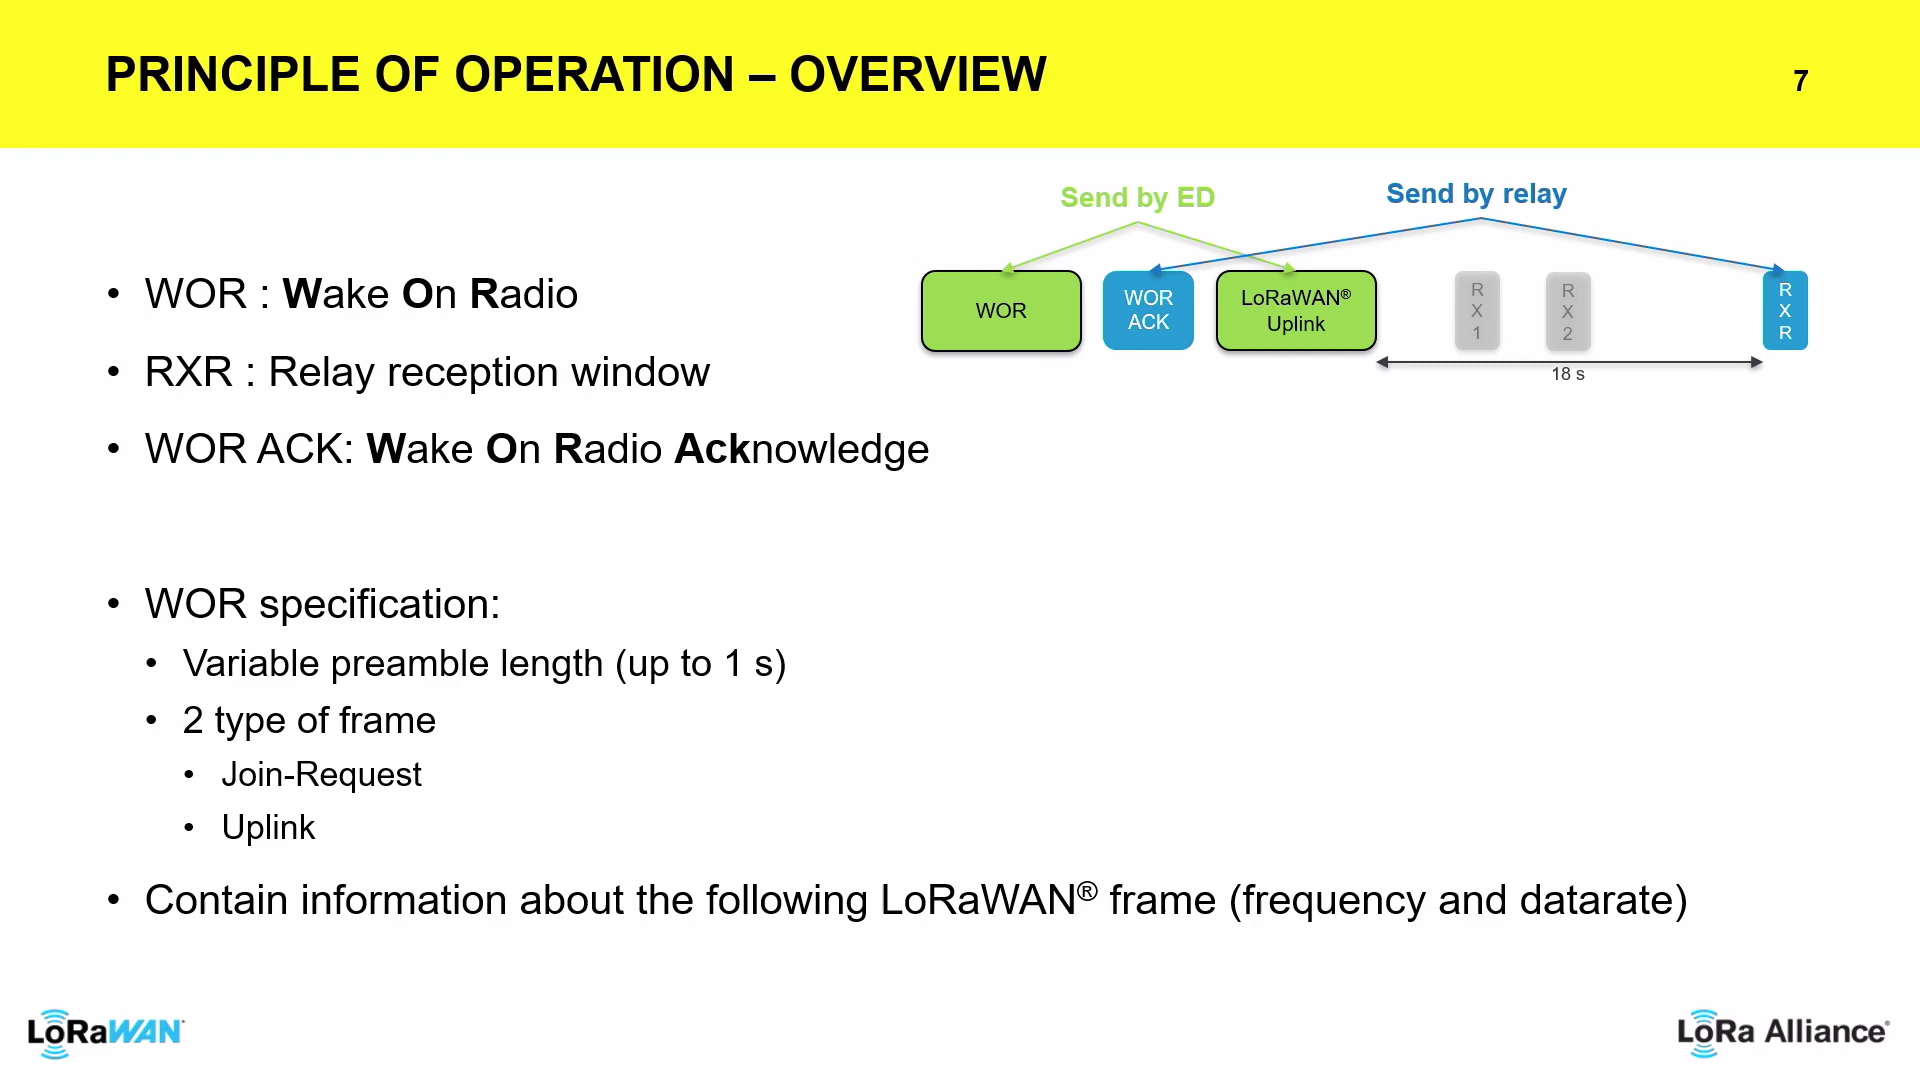 PRINCIPLE OF OPERATION – OVERVIEW
7
Send by ED
Send by relay
WOR
WOR
ACK
LoRaWAN®
Uplink
R
X
1
R
X
2
R
X
R
18 s
• WOR : Wake On Radio
• RXR : Relay reception window
• WOR ACK: Wake On Radio Acknowledge
• WOR specification:
• Variable preamble length (up to 1 s)
• 2 type of frame
• Join-Request
• Uplink
• Contain information about the following LoRaWAN® frame (frequency and datarate)
LoRaWAN
LoRa Alliance®